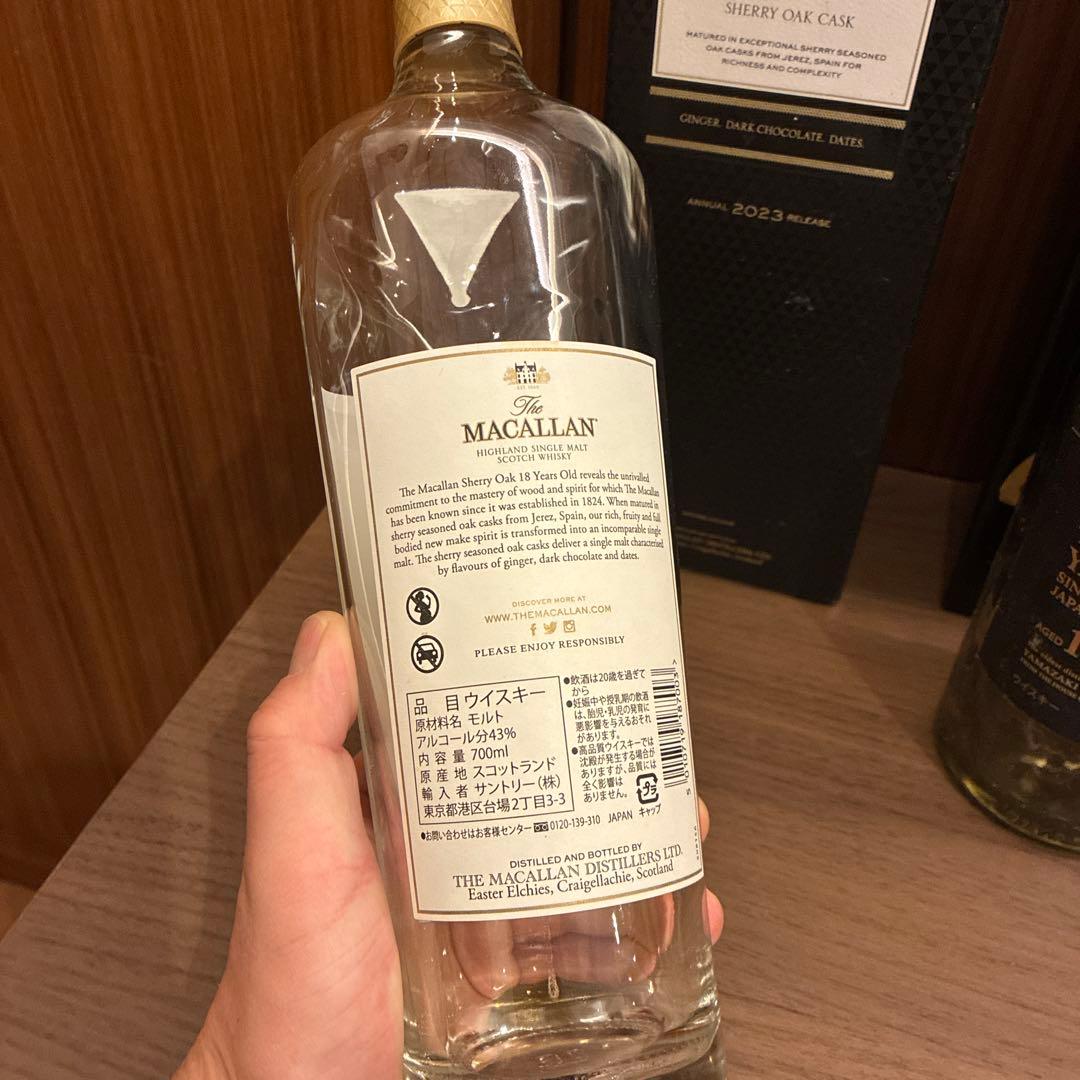 SHERRY OAK CASK
MATURED IN EXCEPTIONAL SHERRY SEASONED
OAK CASKS FROM JEREZ, SPAIN FOR
RICHNESS AND COMPLEXITY
GINGER. DARK CHOCOLATE. DATES.
ANNUAL 2023 RELEASE
The
MACALLAN
HIGHLAND SINGLE MALT
SCOTCH WHISKY
The Macallan Sherry Oak 18 Years Old reveals the unrivalled
commitment to the mastery of wood and spirit for which The Macallan
has been known since it was established in 1824. When matured in
sherry seasoned oak casks from Jerez, Spain, our rich, fruity and full
bodied new make spirit is transformed into an incomparable single
malt. The sherry seasoned oak casks deliver a single malt characterised
by flavours of ginger, dark chocolate and dates.
DISCOVER MORE AT
WWW.THEMACALLAN.COM
PLEASE ENJOY RESPONSIBLY
品 目 ウイスキー
原材料名 モルト
アルコール分43%
内容量 700ml
原産地 スコットランド
輸入者 サントリー(株)
東京都港区台場2丁目3-3
●飲酒は20歳を過ぎて
から
●妊娠中や授乳期の飲酒
は、胎児・乳児の発育に
悪影響を与えるおそれ
があります。
●高品質ウイスキーでは
沈殿が発生する場合が
ありますが、品質には
全く影響は
ありません。
プラ
キャップ
●お問い合わせはお客様センター 0120-139-310 JAPAN
DISTILLED AND BOTTLED BY
THE MACALLAN DISTILLERS LTD.
Easter Elchies, Craigellachie, Scotland
AGED
YAMAZAKI
ウイスキー